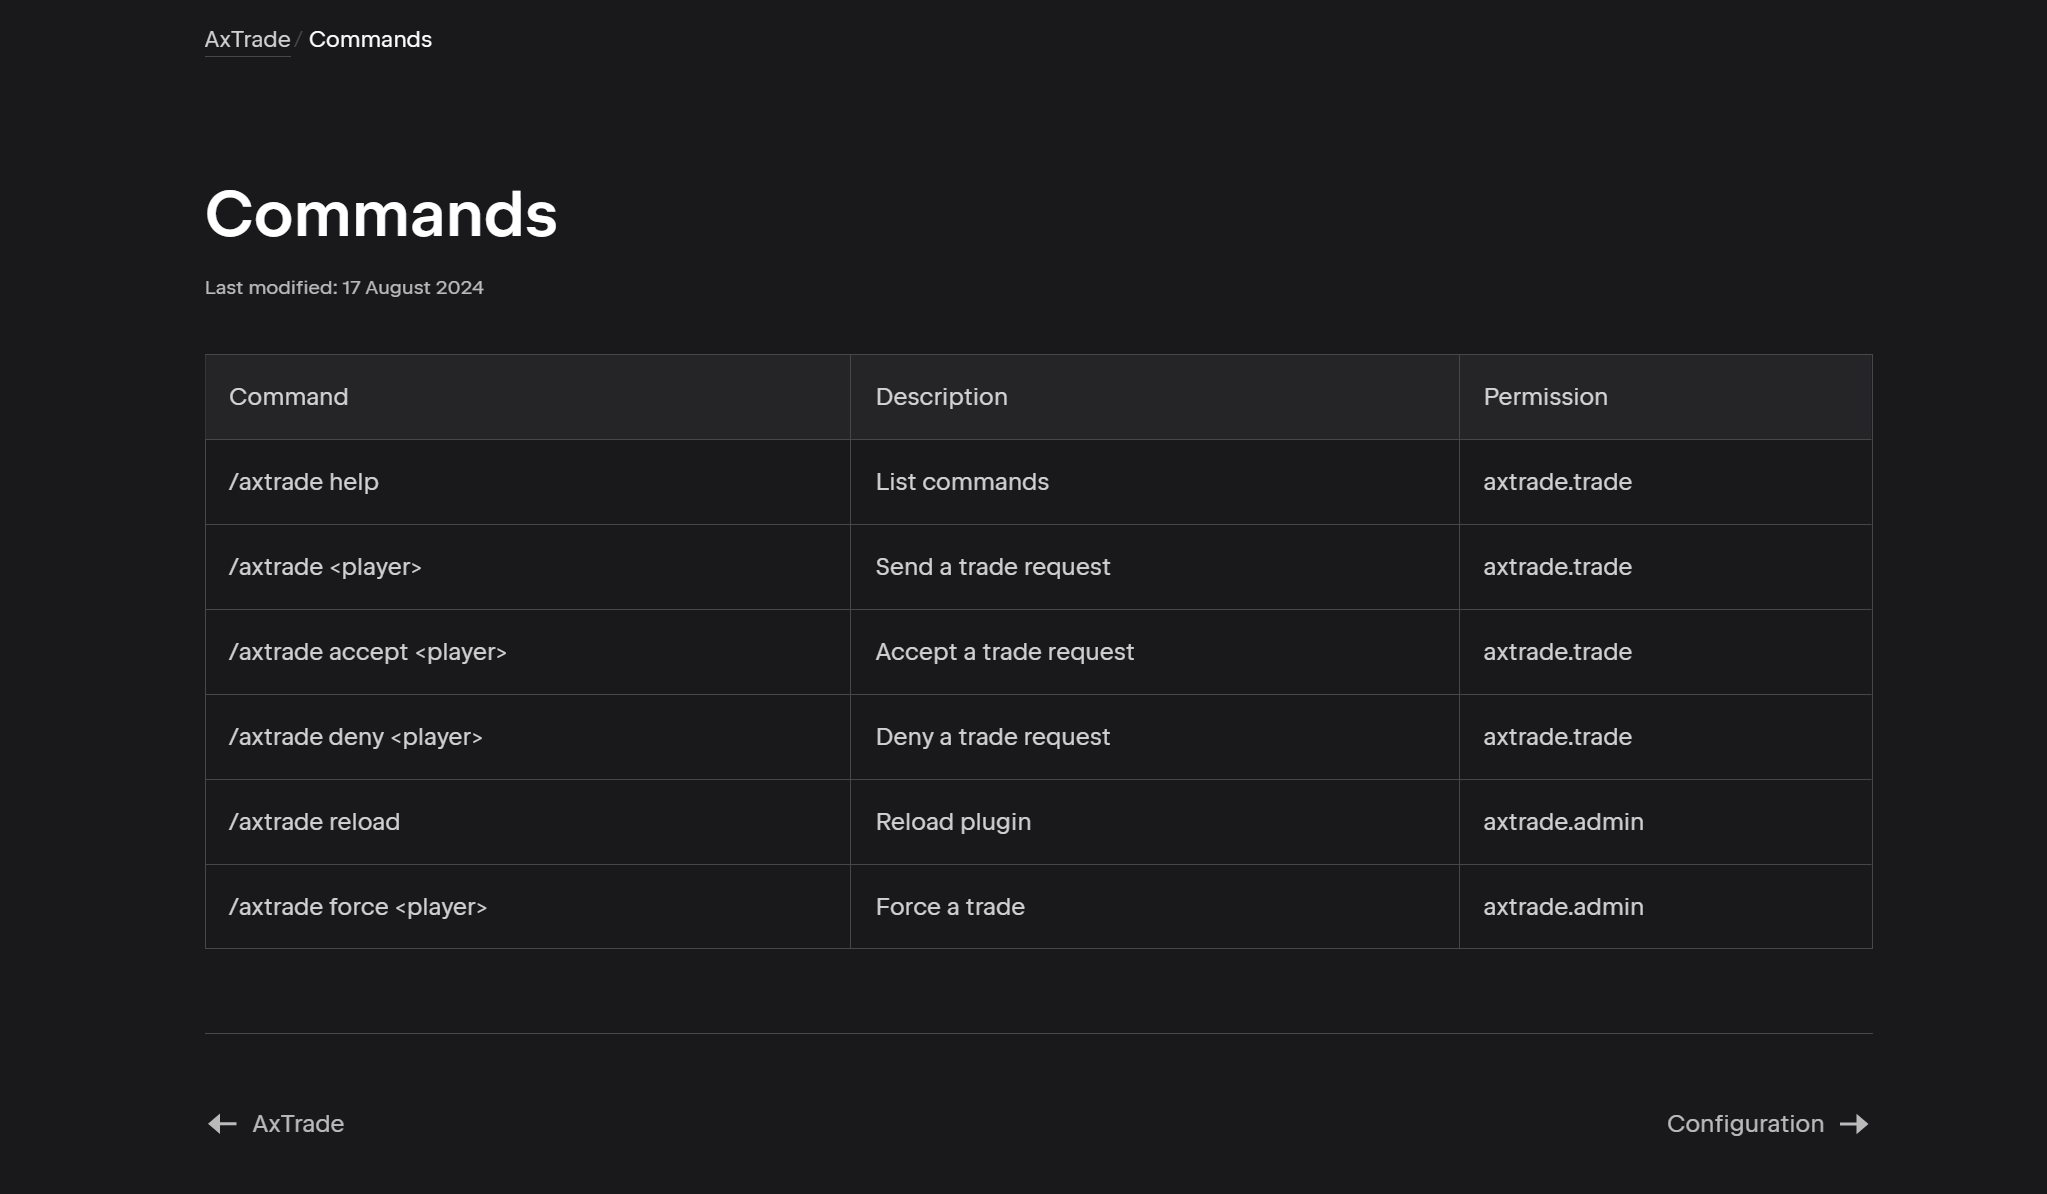 AxTrade / Commands
Commands
Last modified: 17 August 2024
Command Description Permission
/axtrade help List commands axtrade.trade
/axtrade <player> Send a trade request axtrade.trade
/axtrade accept <player> Accept a trade request axtrade.trade
/axtrade deny <player> Deny a trade request axtrade.trade
/axtrade reload Reload plugin axtrade.admin
/axtrade force <player> Force a trade axtrade.admin
← AxTrade Configuration →